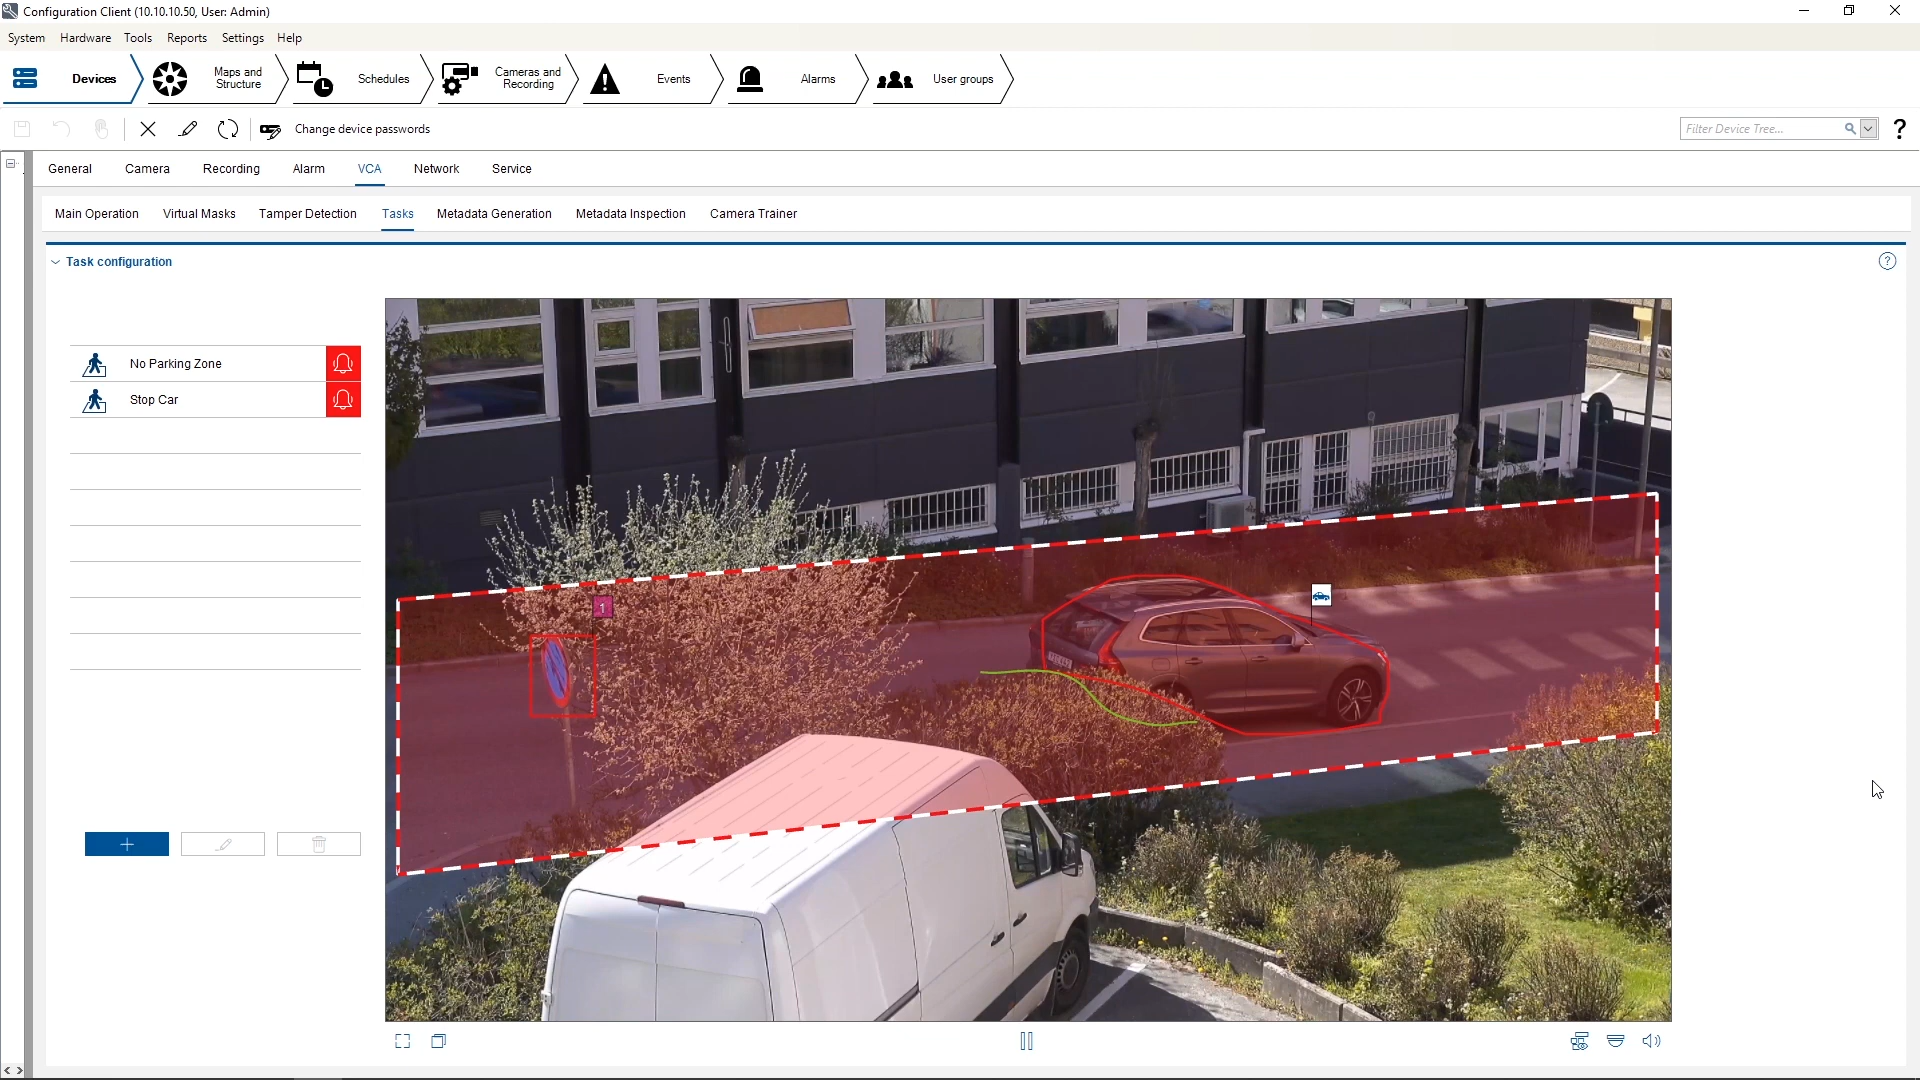 Configuration Client (10.10.10.50, User: Admin)
System Hardware Tools Reports Settings Help
Devices
Maps and
Structure
Schedules
Cameras and
Recording
Events
Alarms
User groups
Change device passwords
Filter Device Tree...
?
General Camera Recording Alarm VCA Network Service
Main Operation Virtual Masks Tamper Detection Tasks Metadata Generation Metadata Inspection Camera Trainer
Task configuration
?
No Parking Zone
Stop Car
1